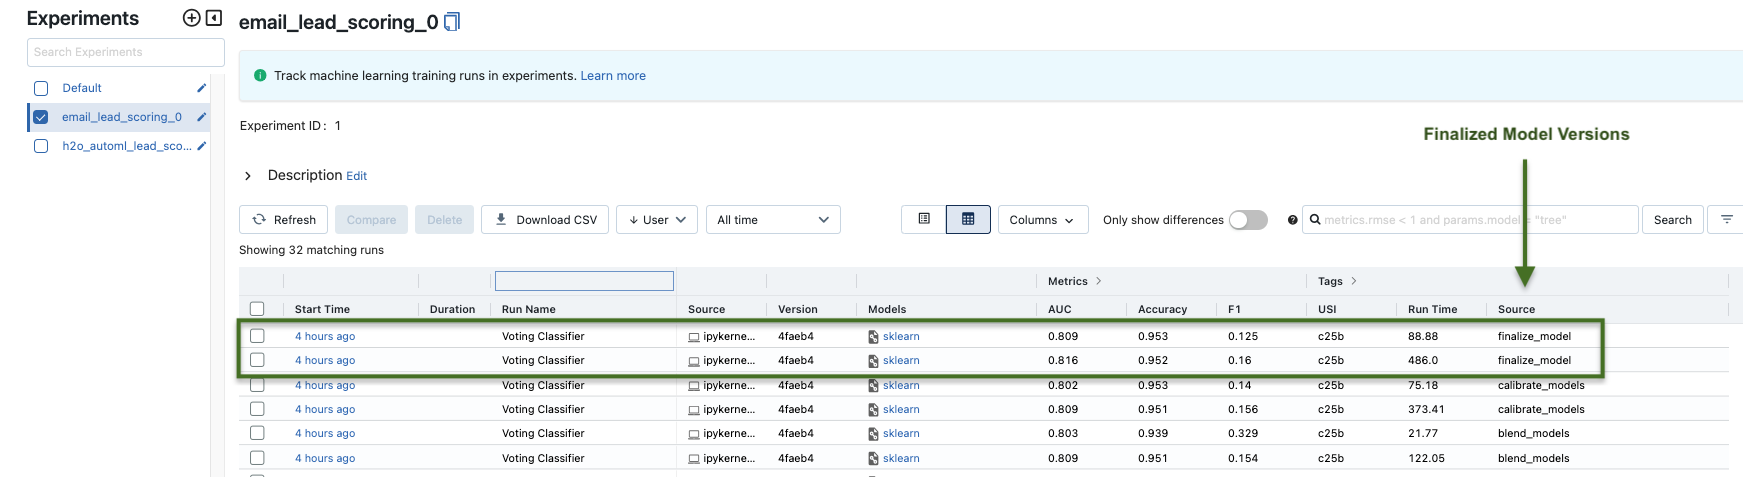 Experiments
Search Experiments
Default
email_lead_scoring_0
h2o_automl_lead_sco...
email_lead_scoring_0
Track machine learning training runs in experiments. Learn more
Experiment ID: 1
Finalized Model Versions
Description Edit
Refresh Compare Delete Download CSV User All time Columns Only show differences metrics.rmse < 1 and params.model = "tree" Search
Showing 32 matching runs
Metrics Tags
Start Time Duration Run Name Source Version Models AUC Accuracy F1 USI Run Time Source
4 hours ago Voting Classifier ipykerne... 4faeb4 sklearn 0.809 0.953 0.125 c25b 88.88 finalize_model
4 hours ago Voting Classifier ipykerne... 4faeb4 sklearn 0.816 0.952 0.16 c25b 486.0 finalize_model
4 hours ago Voting Classifier ipykerne... 4faeb4 sklearn 0.802 0.953 0.14 c25b 75.18 calibrate_models
4 hours ago Voting Classifier ipykerne... 4faeb4 sklearn 0.809 0.951 0.156 c25b 373.41 calibrate_models
4 hours ago Voting Classifier ipykerne... 4faeb4 sklearn 0.803 0.939 0.329 c25b 21.77 blend_models
4 hours ago Voting Classifier ipykerne... 4faeb4 sklearn 0.809 0.951 0.154 c25b 122.05 blend_models